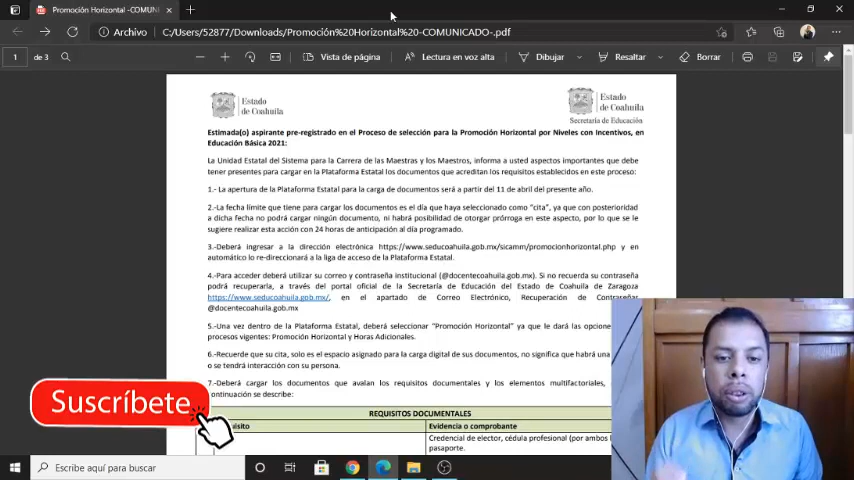 Promoción Horizontal -COMUN
Archivo
C:/Users/52877/Downloads/Promoción%20Horizontal%20-COMUNICADO-.pdf
1
de 3
Vista de página
Lectura en voz alta
Dibujar
Resaltar
Borrar
Estado
de Coahuila
Estado
de Coahuila
Secretaría de Educación
Estimada(o) aspirante pre-registrado en el Proceso de selección para la Promoción Horizontal por Niveles con Incentivos, en
Educación Básica 2021:
La Unidad Estatal del Sistema para la Carrera de las Maestras y los Maestros, informa a usted aspectos importantes que debe
tener presentes para cargar en la Plataforma Estatal los documentos que acreditan los requisitos establecidos en este proceso:
1.- La apertura de la Plataforma Estatal para la carga de documentos será a partir del 11 de abril del presente año.
2.-La fecha límite que tiene para cargar los documentos es el día que haya seleccionado como “cita”, ya que con posterioridad
a dicha fecha no podrá cargar ningún documento, ni habrá posibilidad de otorgar prórroga en este aspecto, por lo que se le
sugiere realizar esta acción con 24 horas de anticipación al día programado.
3.-Deberá ingresar a la dirección electrónica https://www.seducoahuila.gob.mx/sicamm/promocionhorizontal.php y en
automático lo re-direccionará a la liga de acceso de la Plataforma Estatal.
4.-Para acceder deberá utilizar su correo y contraseña institucional (@docentecoahuila.gob.mx). Si no recuerda su contraseña
podrá recuperarla, a través del portal oficial de la Secretaría de Educación del Estado de Coahuila de Zaragoza
https://www.seducoahuila.gob.mx/, en el apartado de Correo Electrónico, Recuperación de Contraseñas
@docentecoahuila.gob.mx
5.-Una vez dentro de la Plataforma Estatal, deberá seleccionar “Promoción Horizontal” ya que le dará las opcione
procesos vigentes: Promoción Horizontal y Horas Adicionales.
6.-Recuerde que su cita, solo es el espacio asignado para la carga digital de sus documentos, no significa que habrá una
o se tendrá interacción con su persona.
7.-Deberá cargar los documentos que avalan los requisitos documentales y los elementos multifactoriales,
ontinuación se describe:
REQUISITOS DOCUMENTALES
uisito
Evidencia o comprobante
Credencial de elector, cédula profesional (por ambos l
pasaporte.
Suscríbete
Escribe aquí para buscar